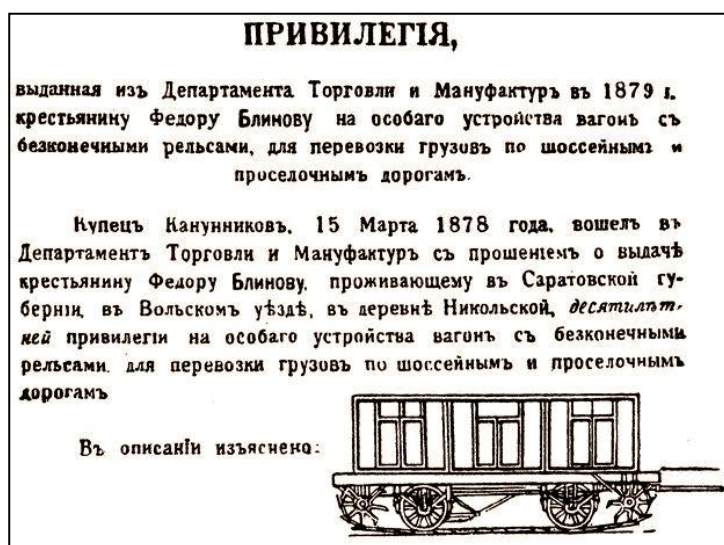 ПРИВИЛЕГІЯ,
выданная изъ Департамента Торговли и Мануфактуръ въ 1879 г.
крестьянину Федору Блинову на особаго устройства вагонъ съ
безконечными рельсами, для перевозки грузовъ по шоссейнымъ и
проселочнымъ дорогамъ.
Купецъ Канунниковъ, 15 Марта 1878 года, вошелъ въ
Департаментъ Торговли и Мануфактуръ съ прошеніемъ о выдачѣ
крестьянину Федору Блинову, проживающему въ Саратовской гу-
берніи, въ Вольскомъ уѣздѣ, въ деревнѣ Никольской, десятилѣт-
ней привилегіи на особаго устройства вагонъ съ безконечными
рельсами, для перевозки грузовъ по шоссейнымъ и проселочнымъ
дорогамъ
Въ описаніи изъяснено: